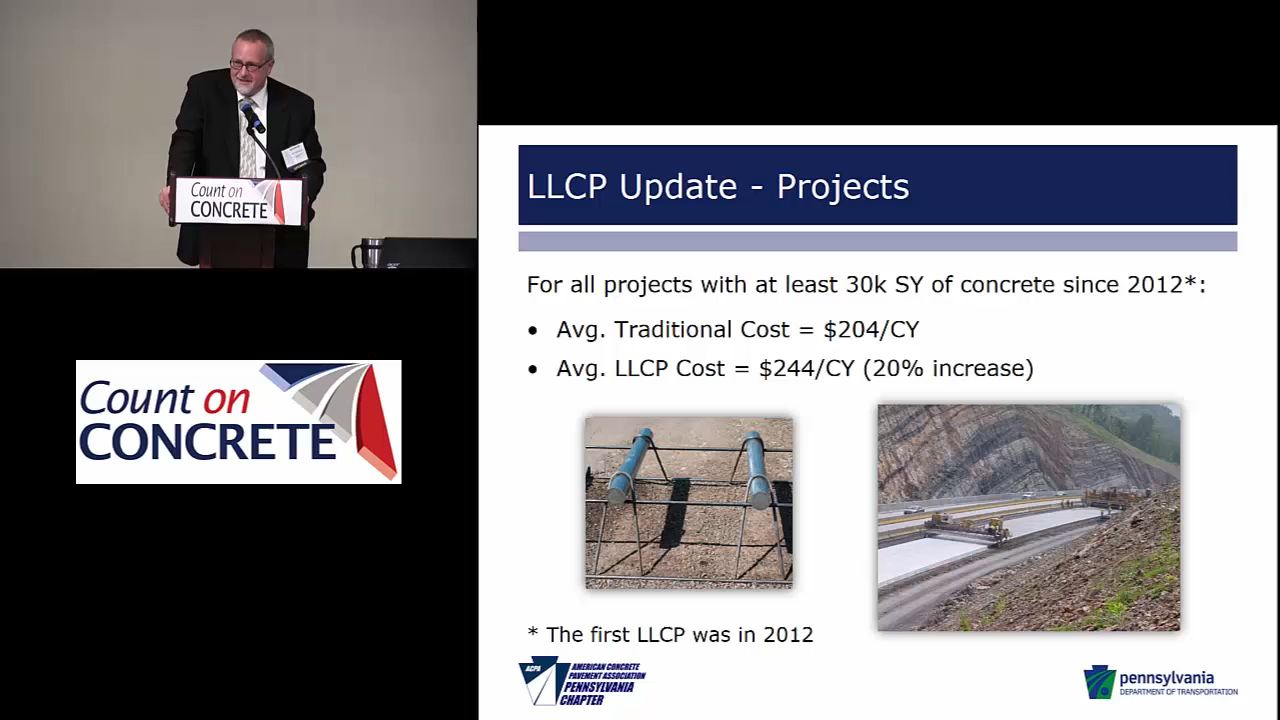 Count on
CONCRETE
Count on
CONCRETE
LLCP Update - Projects
For all projects with at least 30k SY of concrete since 2012*:
• Avg. Traditional Cost = $204/CY
• Avg. LLCP Cost = $244/CY (20% increase)
* The first LLCP was in 2012
ACPA
AMERICAN CONCRETE
PAVEMENT ASSOCIATION
PENNSYLVANIA
CHAPTER
pennsylvania
DEPARTMENT OF TRANSPORTATION